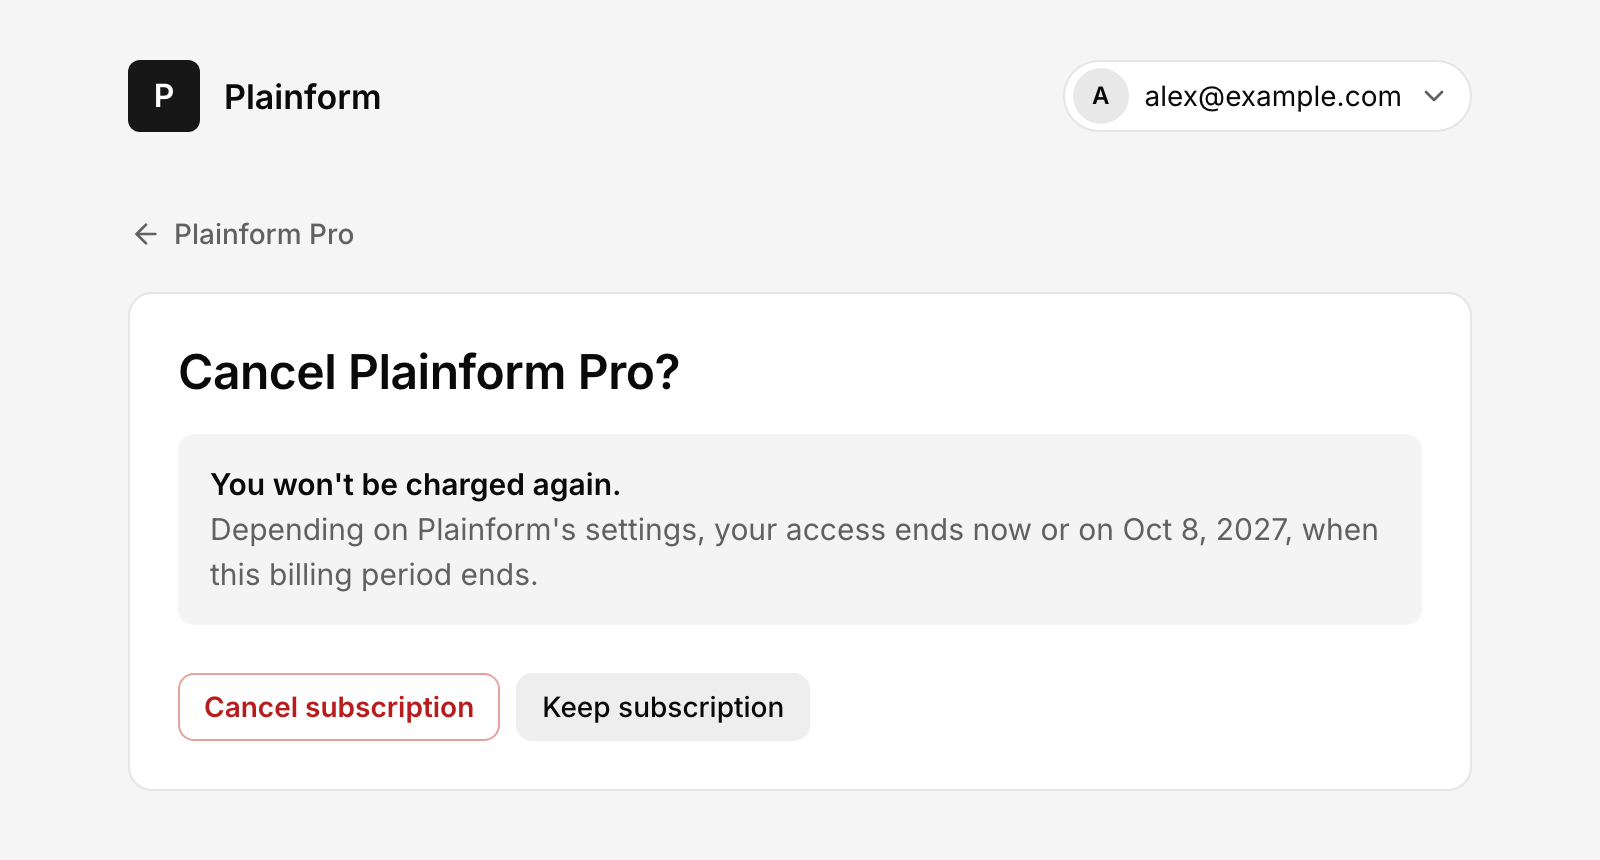 P
Plainform
A
alex@example.com
Plainform Pro
Cancel Plainform Pro?
You won't be charged again.
Depending on Plainform's settings, your access ends now or on Oct 8, 2027, when
this billing period ends.
Cancel subscription
Keep subscription